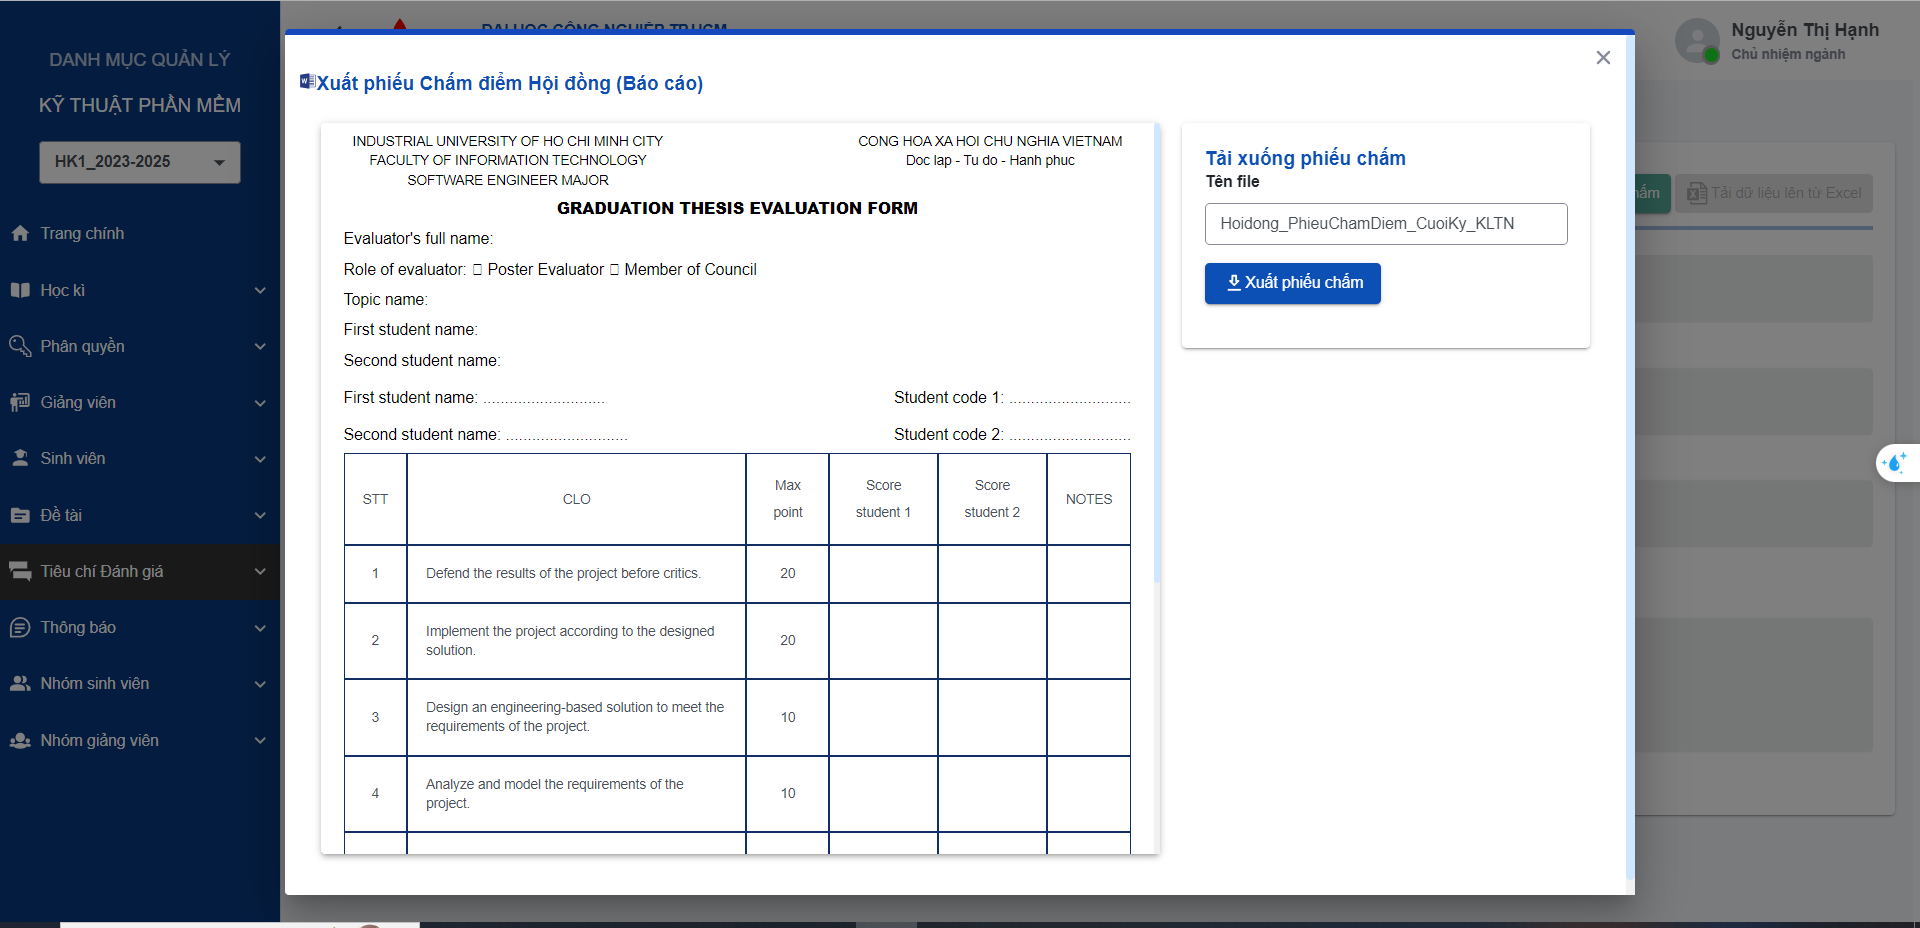 DANH MỤC QUẢN LÝ
KỸ THUẬT PHẦN MỀM
HK1_2023-2025
Trang chính
Học kì
Phân quyền
Giảng viên
Sinh viên
Đề tài
Tiêu chí Đánh giá
Thông báo
Nhóm sinh viên
Nhóm giảng viên
Nguyễn Thị Hạnh
Chủ nhiệm ngành
Tải dữ liệu lên từ Excel
Xuất phiếu Chấm điểm Hội đồng (Báo cáo)
INDUSTRIAL UNIVERSITY OF HO CHI MINH CITY
FACULTY OF INFORMATION TECHNOLOGY
SOFTWARE ENGINEER MAJOR
CONG HOA XA HOI CHU NGHIA VIETNAM
Doc lap - Tu do - Hanh phuc
GRADUATION THESIS EVALUATION FORM
Evaluator's full name:
Role of evaluator: ☐ Poster Evaluator ☐ Member of Council
Topic name:
First student name:
Second student name:
First student name: ............................ Student code 1: ............................
Second student name: ............................ Student code 2: ............................
STT CLO Max point Score student 1 Score student 2 NOTES
1 Defend the results of the project before critics. 20
2 Implement the project according to the designed solution. 20
3 Design an engineering-based solution to meet the requirements of the project. 10
4 Analyze and model the requirements of the project. 10
Tải xuống phiếu chấm
Tên file
Hoidong_PhieuChamDiem_CuoiKy_KLTN
Xuất phiếu chấm